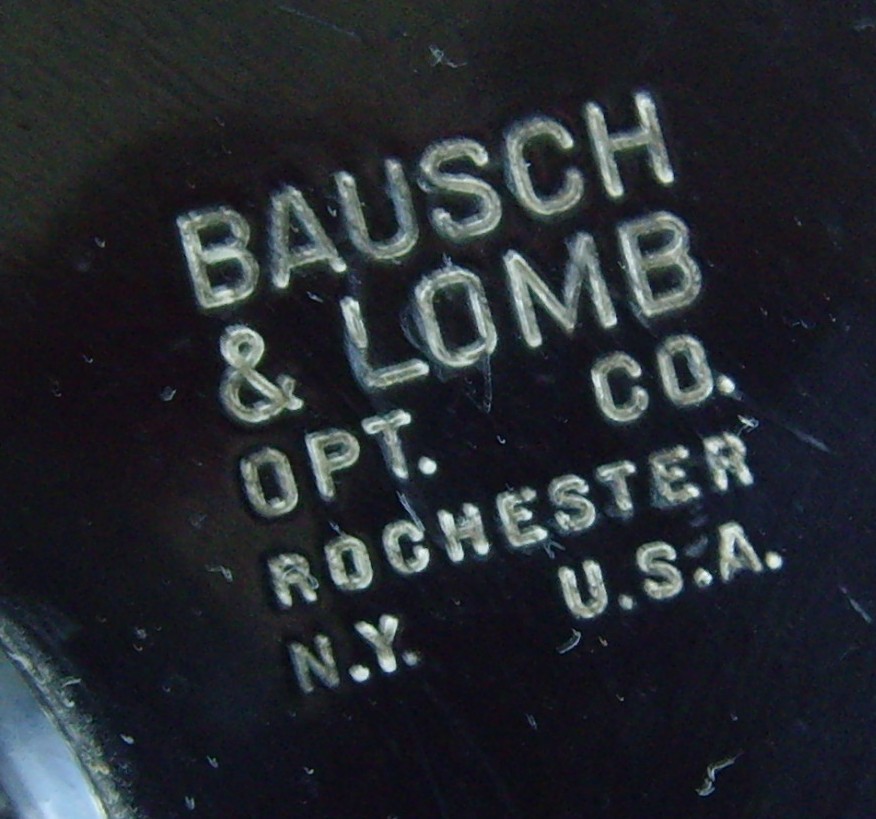 BAUSCH
& LOMB
OPT. CO.
ROCHESTER
N.Y. U.S.A.